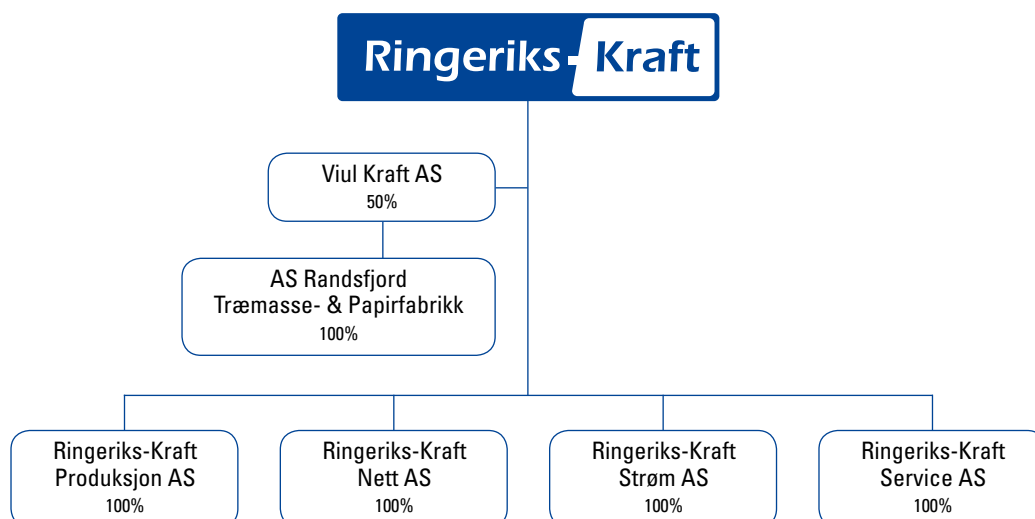 Ringeriks-Kraft
Viul Kraft AS
50%
AS Randsfjord
Træmasse- & Papirfabrikk
100%
Ringeriks-Kraft
Produksjon AS
100%
Ringeriks-Kraft
Nett AS
100%
Ringeriks-Kraft
Strøm AS
100%
Ringeriks-Kraft
Service AS
100%